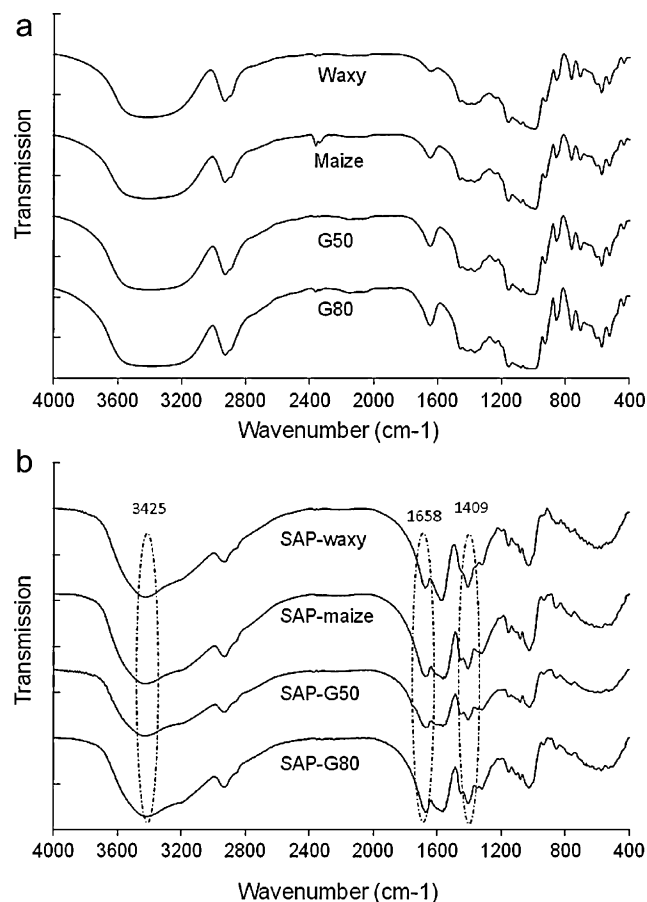 a
Transmission
Waxy
Maize
G50
G80
4000 3600 3200 2800 2400 2000 1600 1200 800 400
Wavenumber (cm-1)
b
Transmission
3425 1658 1409
SAP-waxy
SAP-maize
SAP-G50
SAP-G80
4000 3600 3200 2800 2400 2000 1600 1200 800 400
Wavenumber (cm-1)